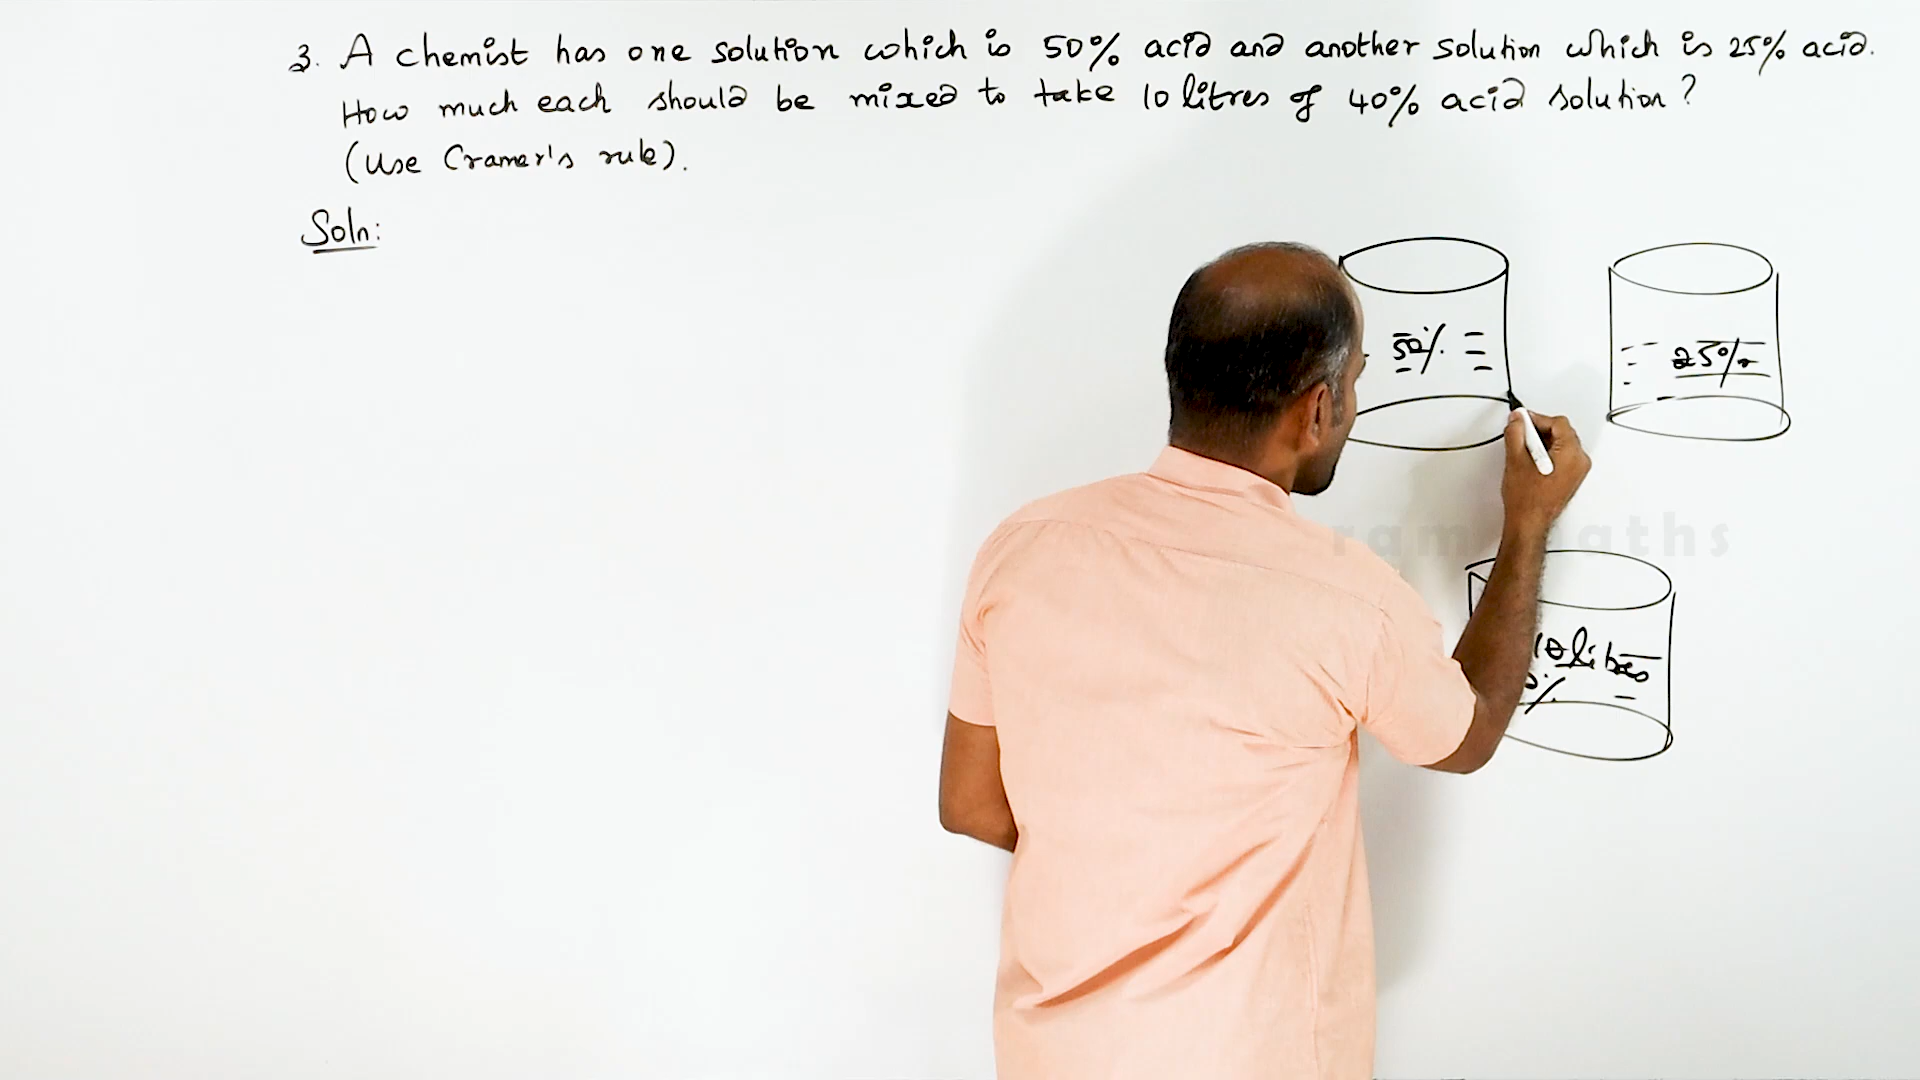 3. A chemist has one solution which is 50% acid and another solution which is 25% acid.
How much each should be mixed to take 10 litres of 40% acid solution?
(Use Cramer's rule).
Soln:
50%
25%
10 litres